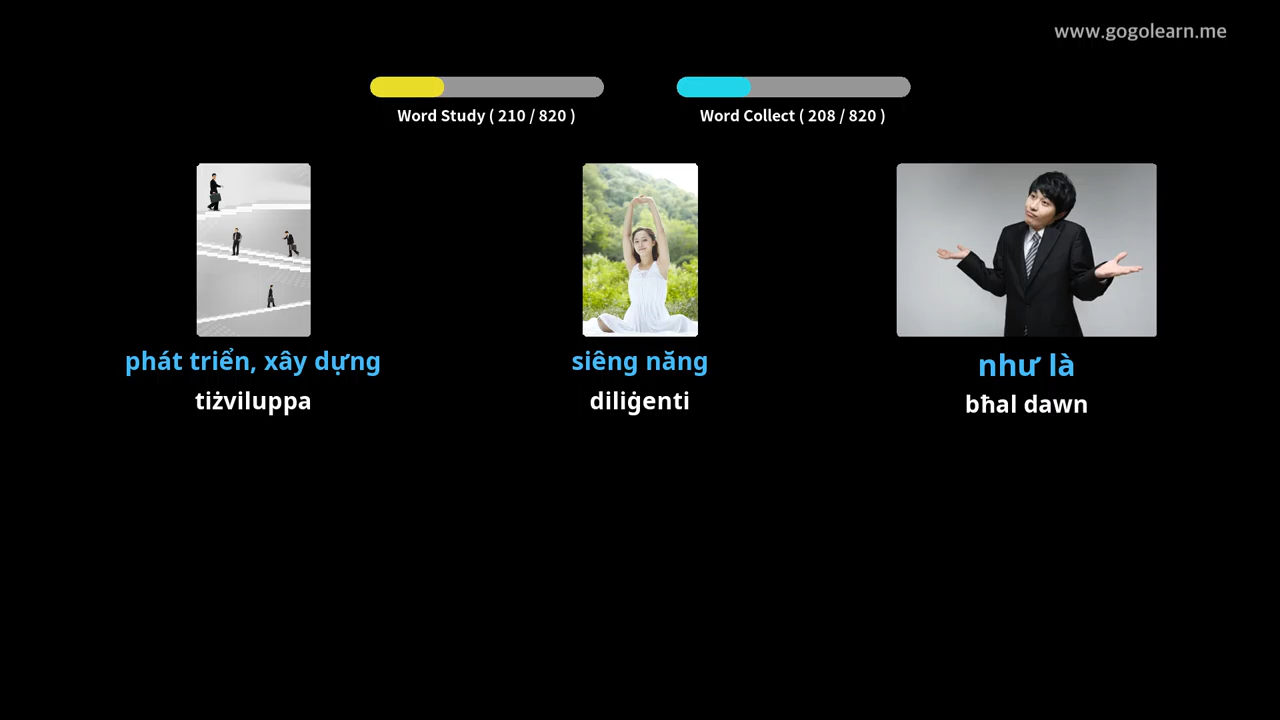 www.gogolearn.me
Word Study ( 210 / 820 )
Word Collect ( 208 / 820 )
phát triển, xây dựng
tiżviluppa
siêng năng
diliġenti
như là
bħal dawn